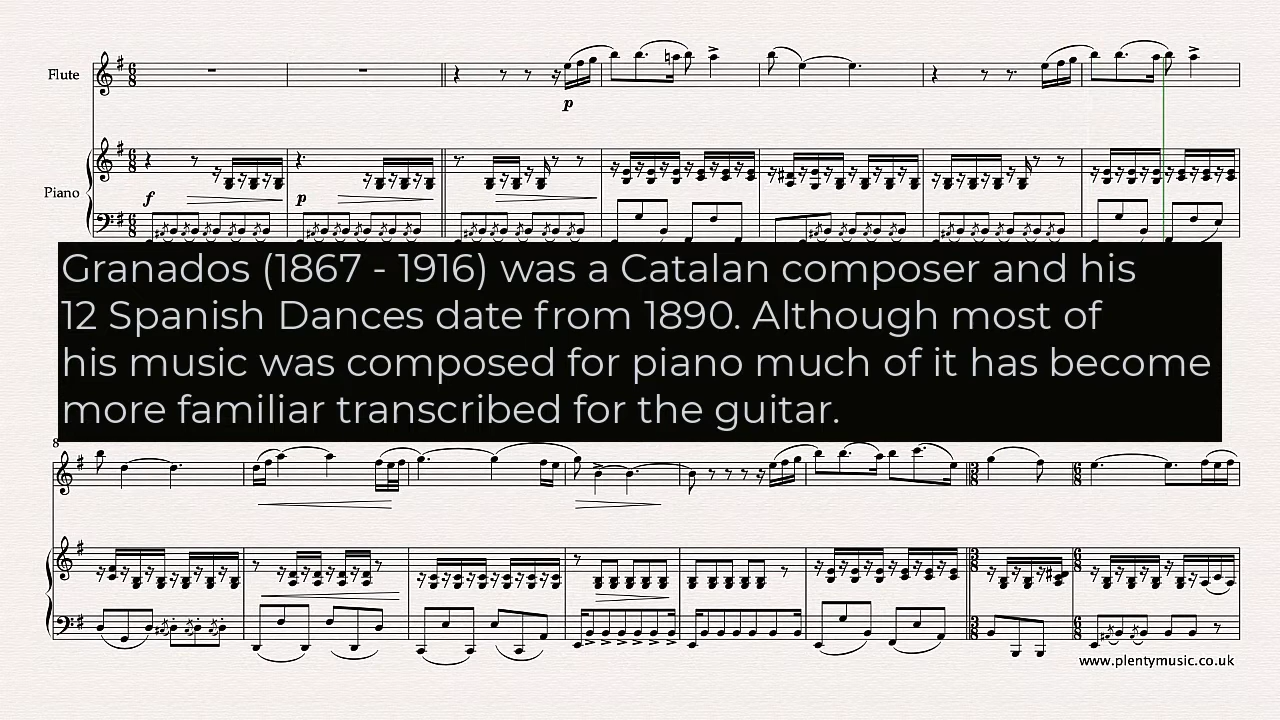 Flute
p
Piano
f
p
Granados (1867 - 1916) was a Catalan composer and his
12 Spanish Dances date from 1890. Although most of
his music was composed for piano much of it has become
more familiar transcribed for the guitar.
8
www.plentymusic.co.uk